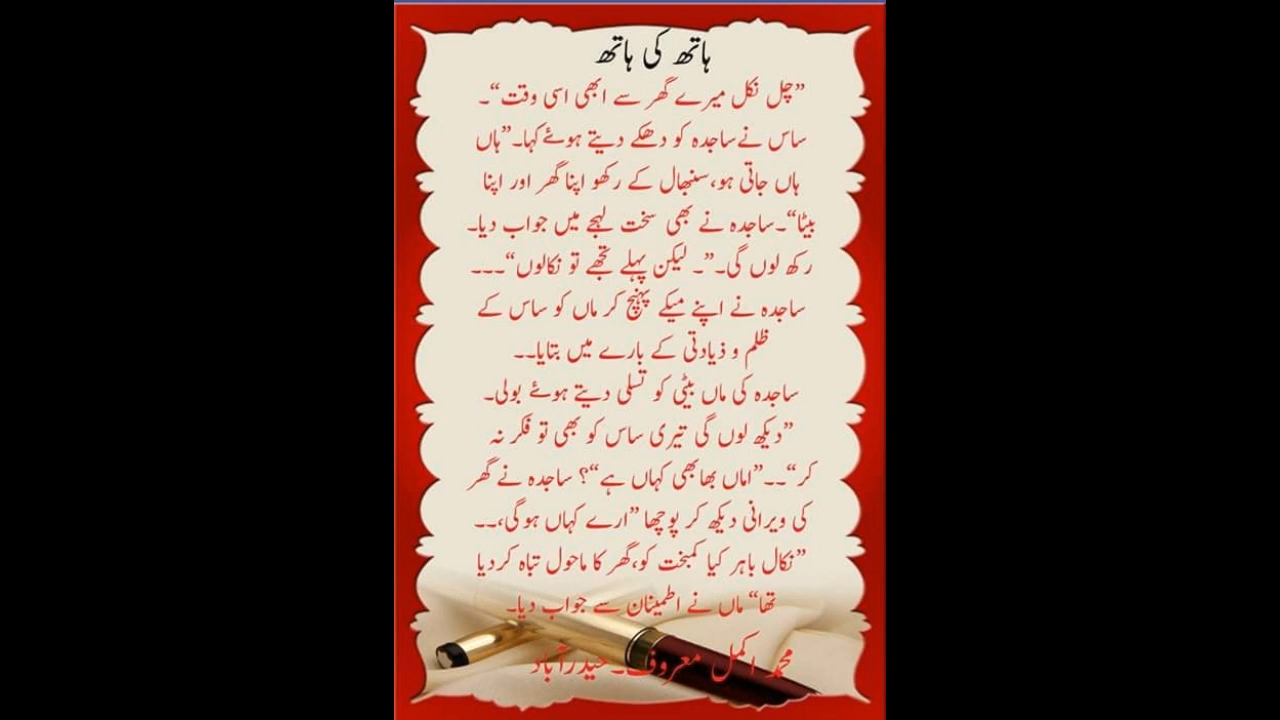 ہاتھ کی ہاتھ
”چل نکل میرے گھر سے ابھی اسی وقت“۔
ساس نے ساجدہ کو دھکے دیتے ہوئے کہا۔”ہاں
ہاں جاتی ہو،سنبھال کے رکھو اپنا گھر اور اپنا
بیٹا“۔ساجدہ نے بھی سخت لہجے میں جواب دیا۔
رکھ لوں گی۔”۔ لیکن پہلے تجھے تو نکالوں“۔۔۔
ساجدہ نے اپنے میکے پہنچ کر ماں کو ساس کے
ظلم و ذیادتی کے بارے میں بتایا۔۔
ساجدہ کی ماں بیٹی کو تسلی دیتے ہوئے بولی۔
”دیکھ لوں گی تیری ساس کو بھی تو فکر نہ
کر“۔۔”اماں بھابھی کہاں ہے“؟ ساجدہ نے گھر
کی ویرانی دیکھ کر پوچھا ”ارے کہاں ہوگی،۔۔
”نکال باہر کیا کمبخت کو،گھر کا ماحول تباہ کردیا
تھا“ ماں نے اطمینان سے جواب دیا۔
محمد اکمل معروف۔حیدرآباد